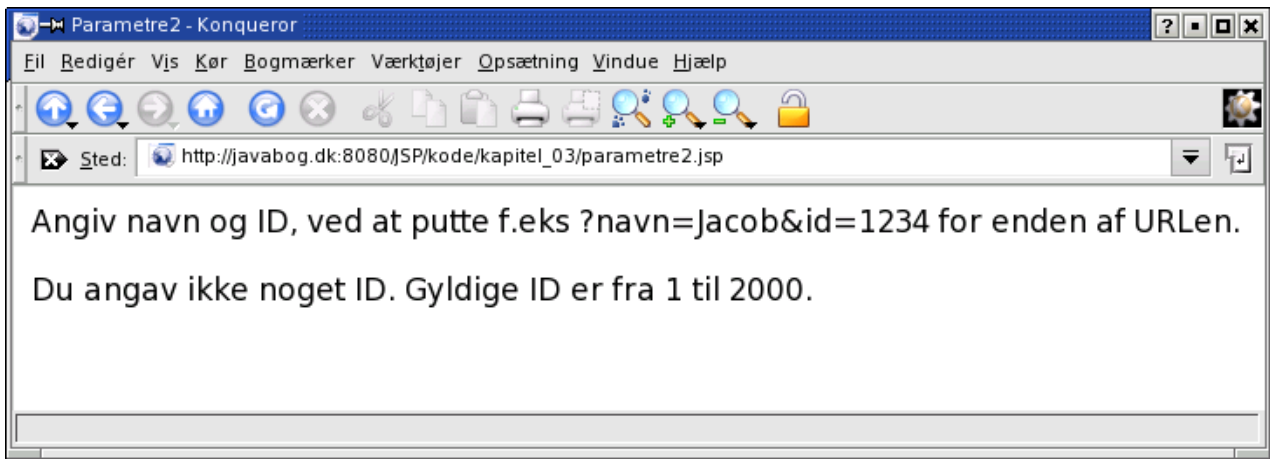 Parametre2 - Konqueror
Fil Redigér Vis Kør Bogmærker Værktøjer Opsætning Vindue Hjælp
Sted: http://javabog.dk:8080/JSP/kode/kapitel_03/parametre2.jsp
Angiv navn og ID, ved at putte f.eks ?navn=Jacob&id=1234 for enden af URLen.
Du angav ikke noget ID. Gyldige ID er fra 1 til 2000.